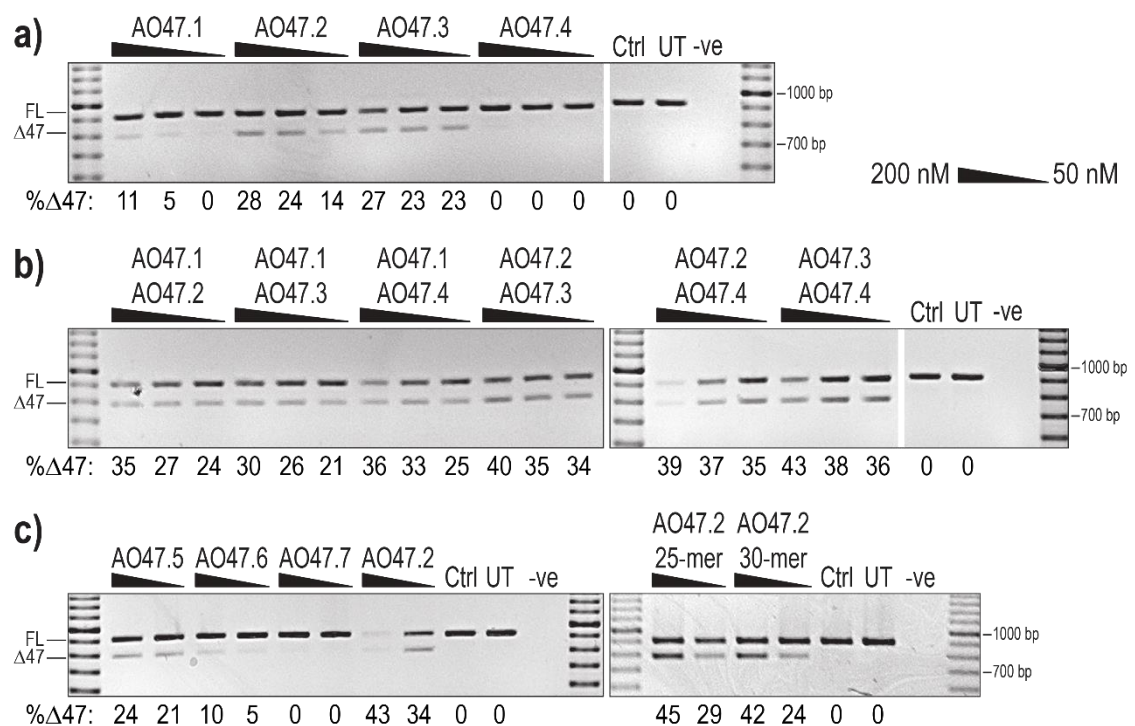 a)
AO47.1 AO47.2 AO47.3 AO47.4
Ctrl UT -ve
FL
Δ47
1000 bp
700 bp
%Δ47: 11 5 0 28 24 14 27 23 23 0 0 0 0 0
200 nM 50 nM
b)
AO47.1 AO47.1 AO47.1 AO47.2 AO47.2 AO47.3
AO47.2 AO47.3 AO47.4 AO47.3 AO47.4 AO47.4
Ctrl UT -ve
FL
Δ47
1000 bp
700 bp
%Δ47: 35 27 24 30 26 21 36 33 25 40 35 34 39 37 35 43 38 36 0 0
c)
AO47.2 AO47.2
AO47.5 AO47.6 AO47.7 AO47.2 Ctrl UT -ve 25-mer 30-mer Ctrl UT -ve
FL
Δ47
1000 bp
700 bp
%Δ47: 24 21 10 5 0 0 43 34 0 0 45 29 42 24 0 0